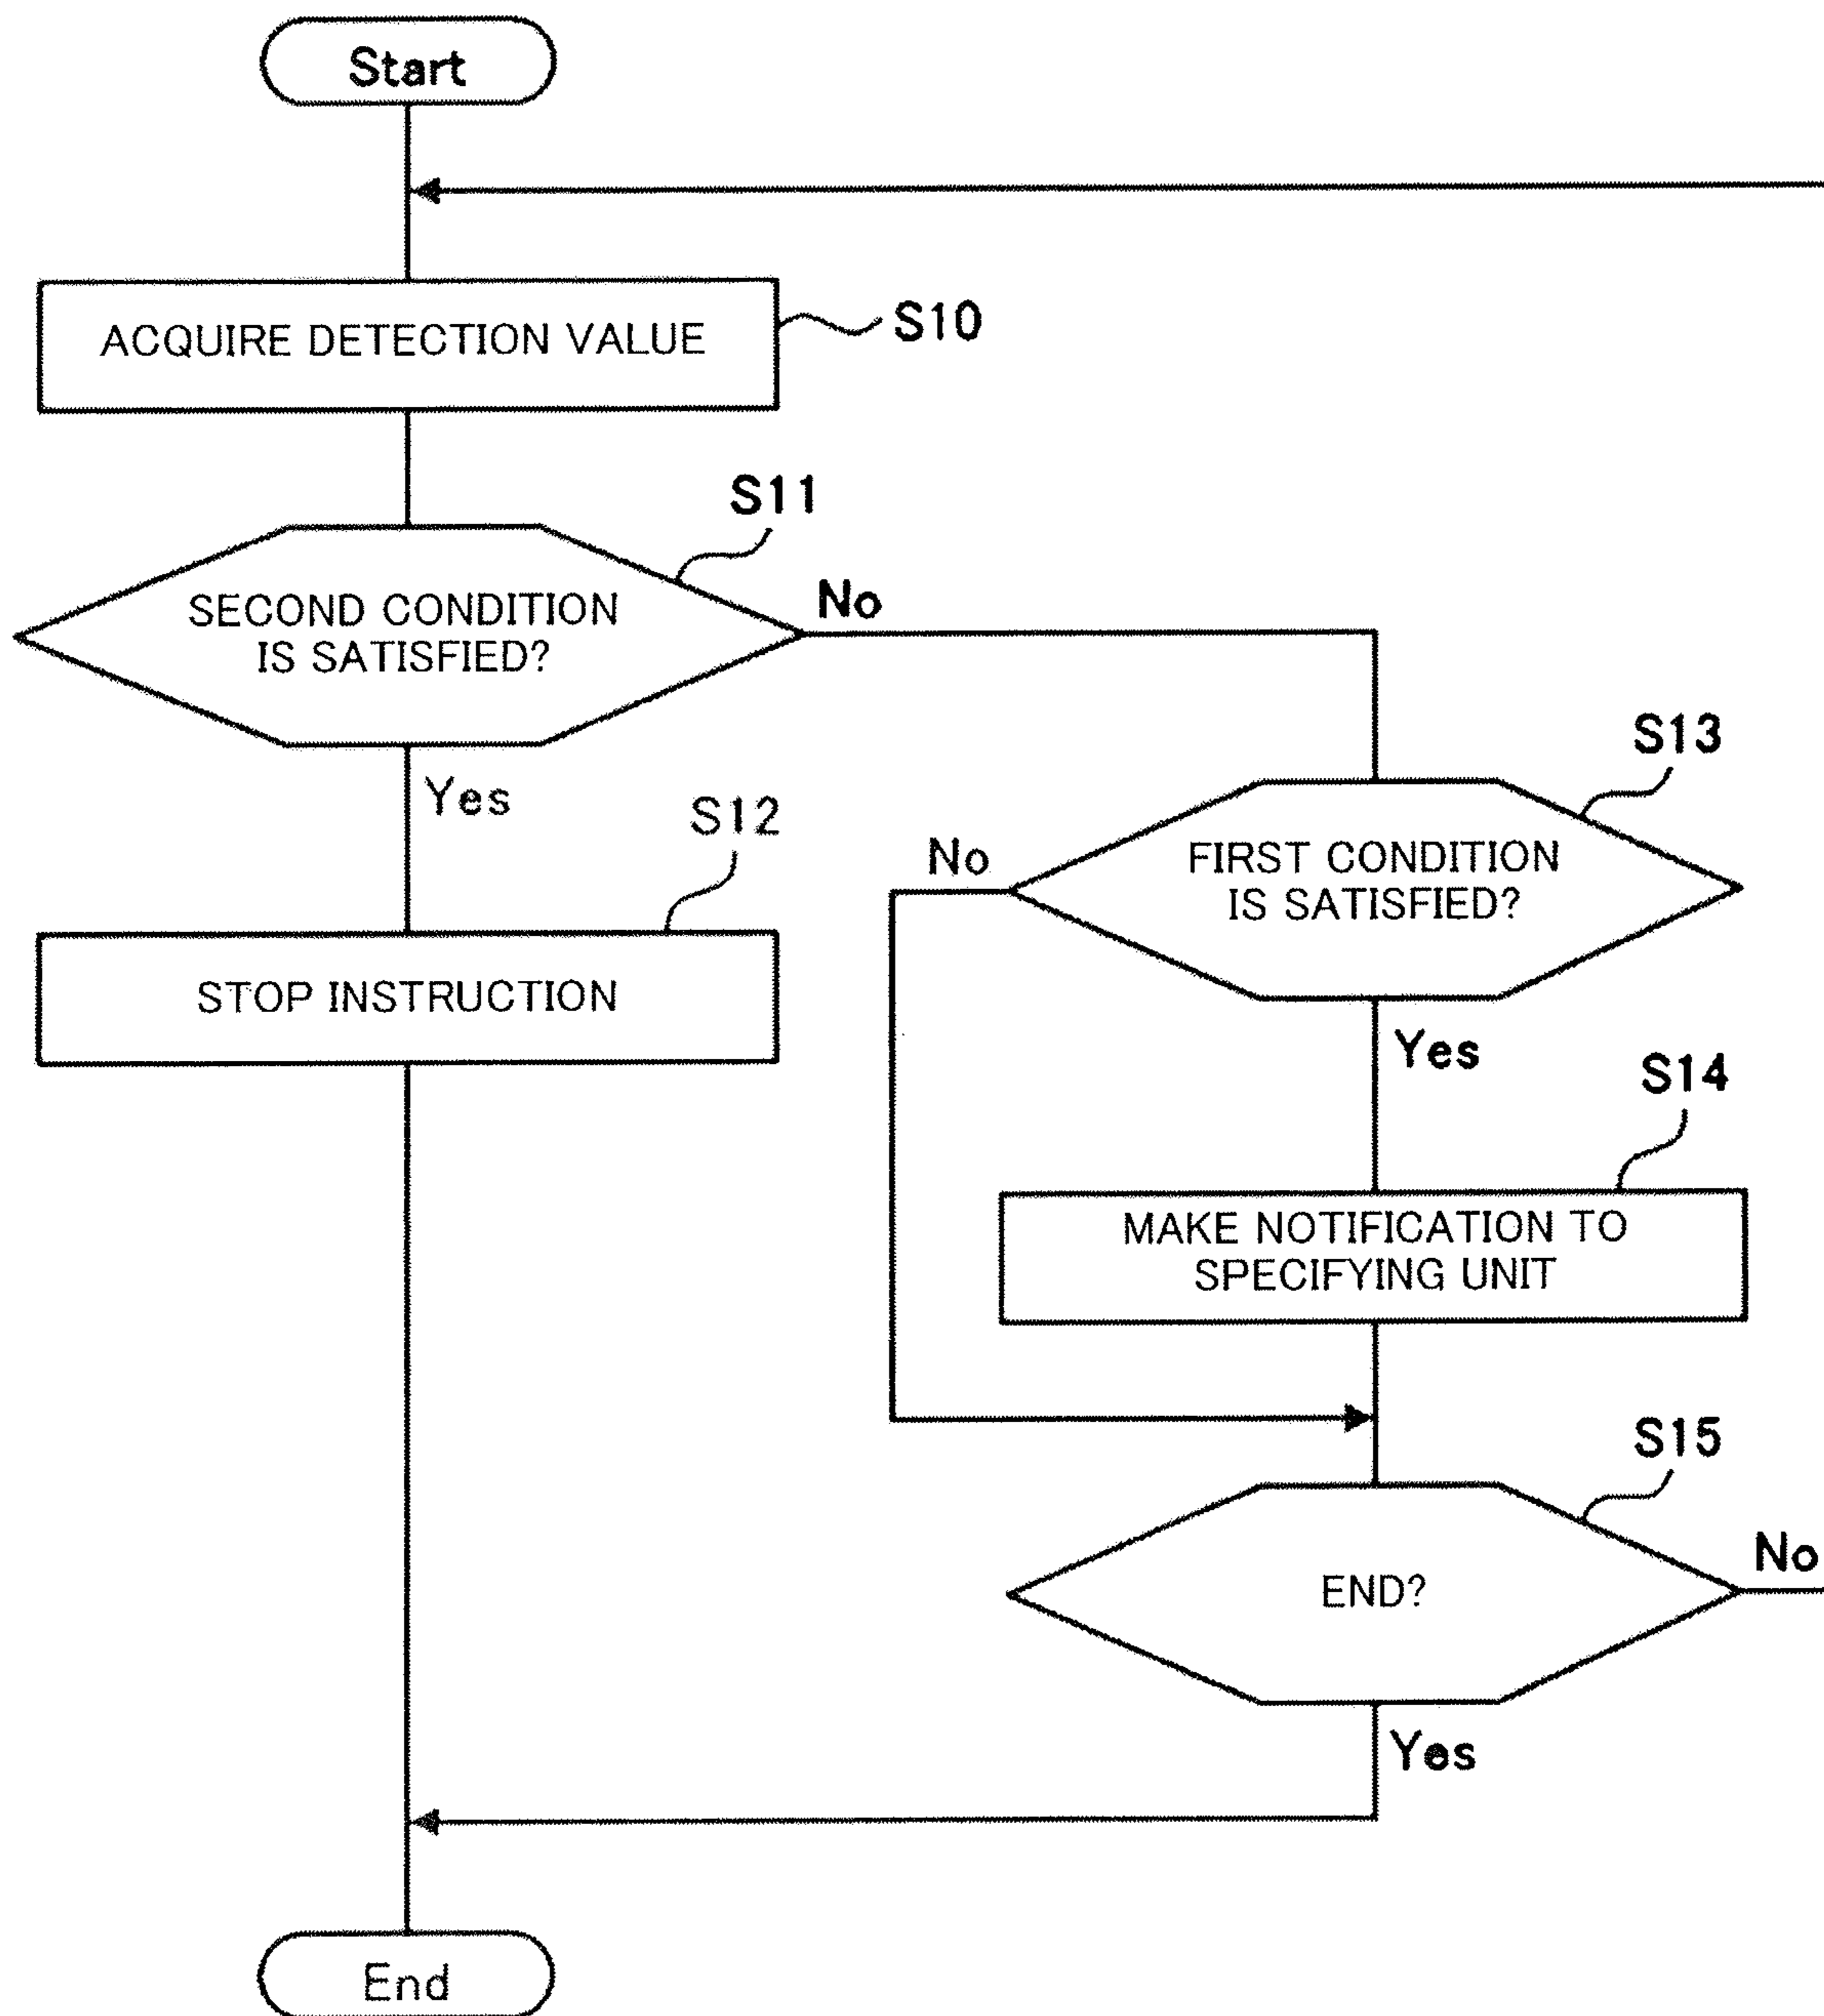 Start
ACQUIRE DETECTION VALUE
S10
S11
SECOND CONDITION
IS SATISFIED?
No
Yes
S12
STOP INSTRUCTION
S13
FIRST CONDITION
IS SATISFIED?
No
Yes
S14
MAKE NOTIFICATION TO
SPECIFYING UNIT
S15
END?
No
Yes
End